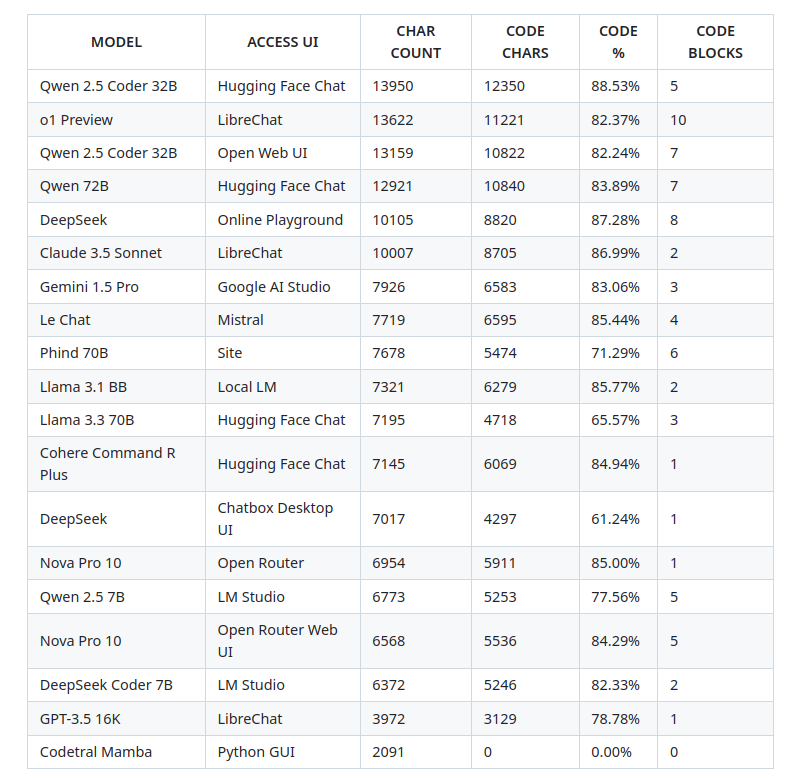 MODEL ACCESS UI CHAR COUNT CODE CHARS CODE % CODE BLOCKS
Qwen 2.5 Coder 32B Hugging Face Chat 13950 12350 88.53% 5
o1 Preview LibreChat 13622 11221 82.37% 10
Qwen 2.5 Coder 32B Open Web UI 13159 10822 82.24% 7
Qwen 72B Hugging Face Chat 12921 10840 83.89% 7
DeepSeek Online Playground 10105 8820 87.28% 8
Claude 3.5 Sonnet LibreChat 10007 8705 86.99% 2
Gemini 1.5 Pro Google AI Studio 7926 6583 83.06% 3
Le Chat Mistral 7719 6595 85.44% 4
Phind 70B Site 7678 5474 71.29% 6
Llama 3.1 BB Local LM 7321 6279 85.77% 2
Llama 3.3 70B Hugging Face Chat 7195 4718 65.57% 3
Cohere Command R Plus Hugging Face Chat 7145 6069 84.94% 1
DeepSeek Chatbox Desktop UI 7017 4297 61.24% 1
Nova Pro 10 Open Router 6954 5911 85.00% 1
Qwen 2.5 7B LM Studio 6773 5253 77.56% 5
Nova Pro 10 Open Router Web UI 6568 5536 84.29% 5
DeepSeek Coder 7B LM Studio 6372 5246 82.33% 2
GPT-3.5 16K LibreChat 3972 3129 78.78% 1
Codetral Mamba Python GUI 2091 0 0.00% 0